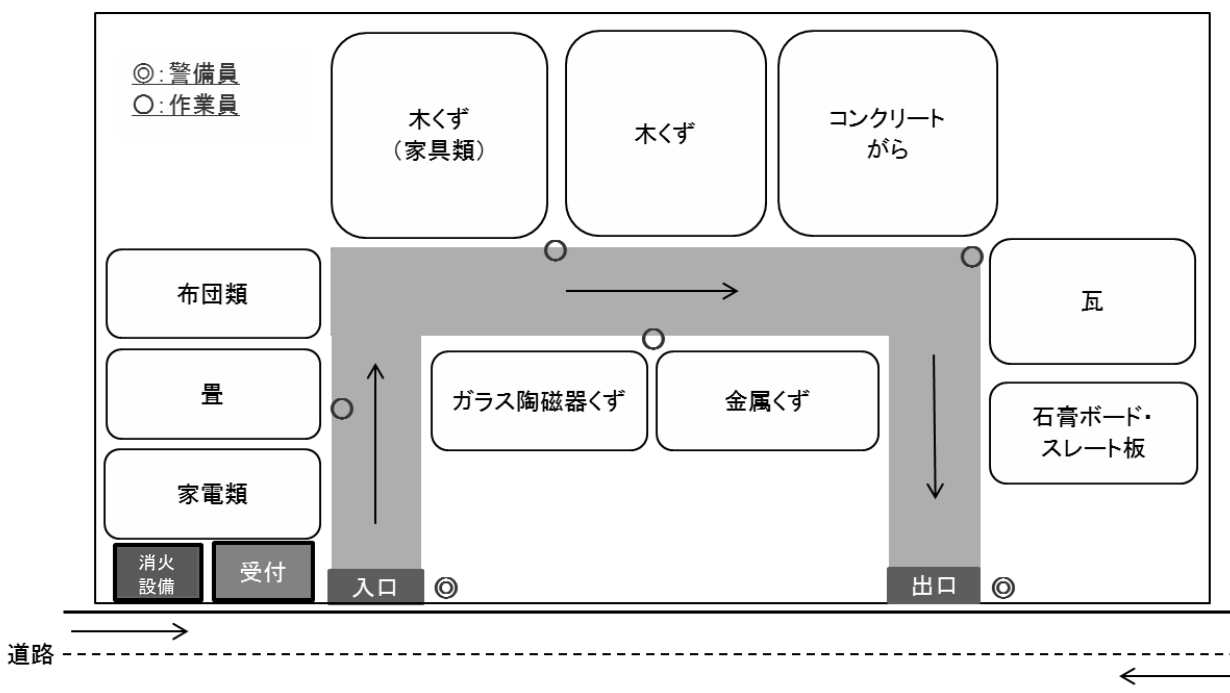 ◎:警備員
○:作業員
木くず
（家具類）
木くず
コンクリート
がら
布団類
瓦
畳
ガラス陶磁器くず
金属くず
石膏ボード・
スレート板
家電類
消火
設備
受付
入口
出口
道路